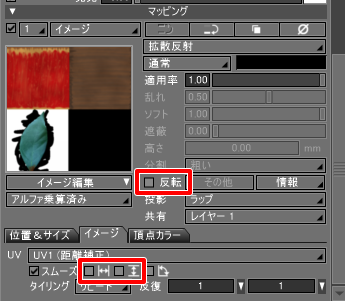 マッピング
1 イメージ
拡散反射
通常
適用率 1.00
乱れ 0.50
ソフト 1.00
遮蔽 0.00
高さ 0.00 mm
分割 粗い
反転 その他 情報
イメージ編集
アルファ乗算済み
投影 ラップ
共有 レイヤー 1
位置&サイズ イメージ 頂点カラー
UV UV1 (距離補正)
スムーズ
タイリング リピート 反復 1 1